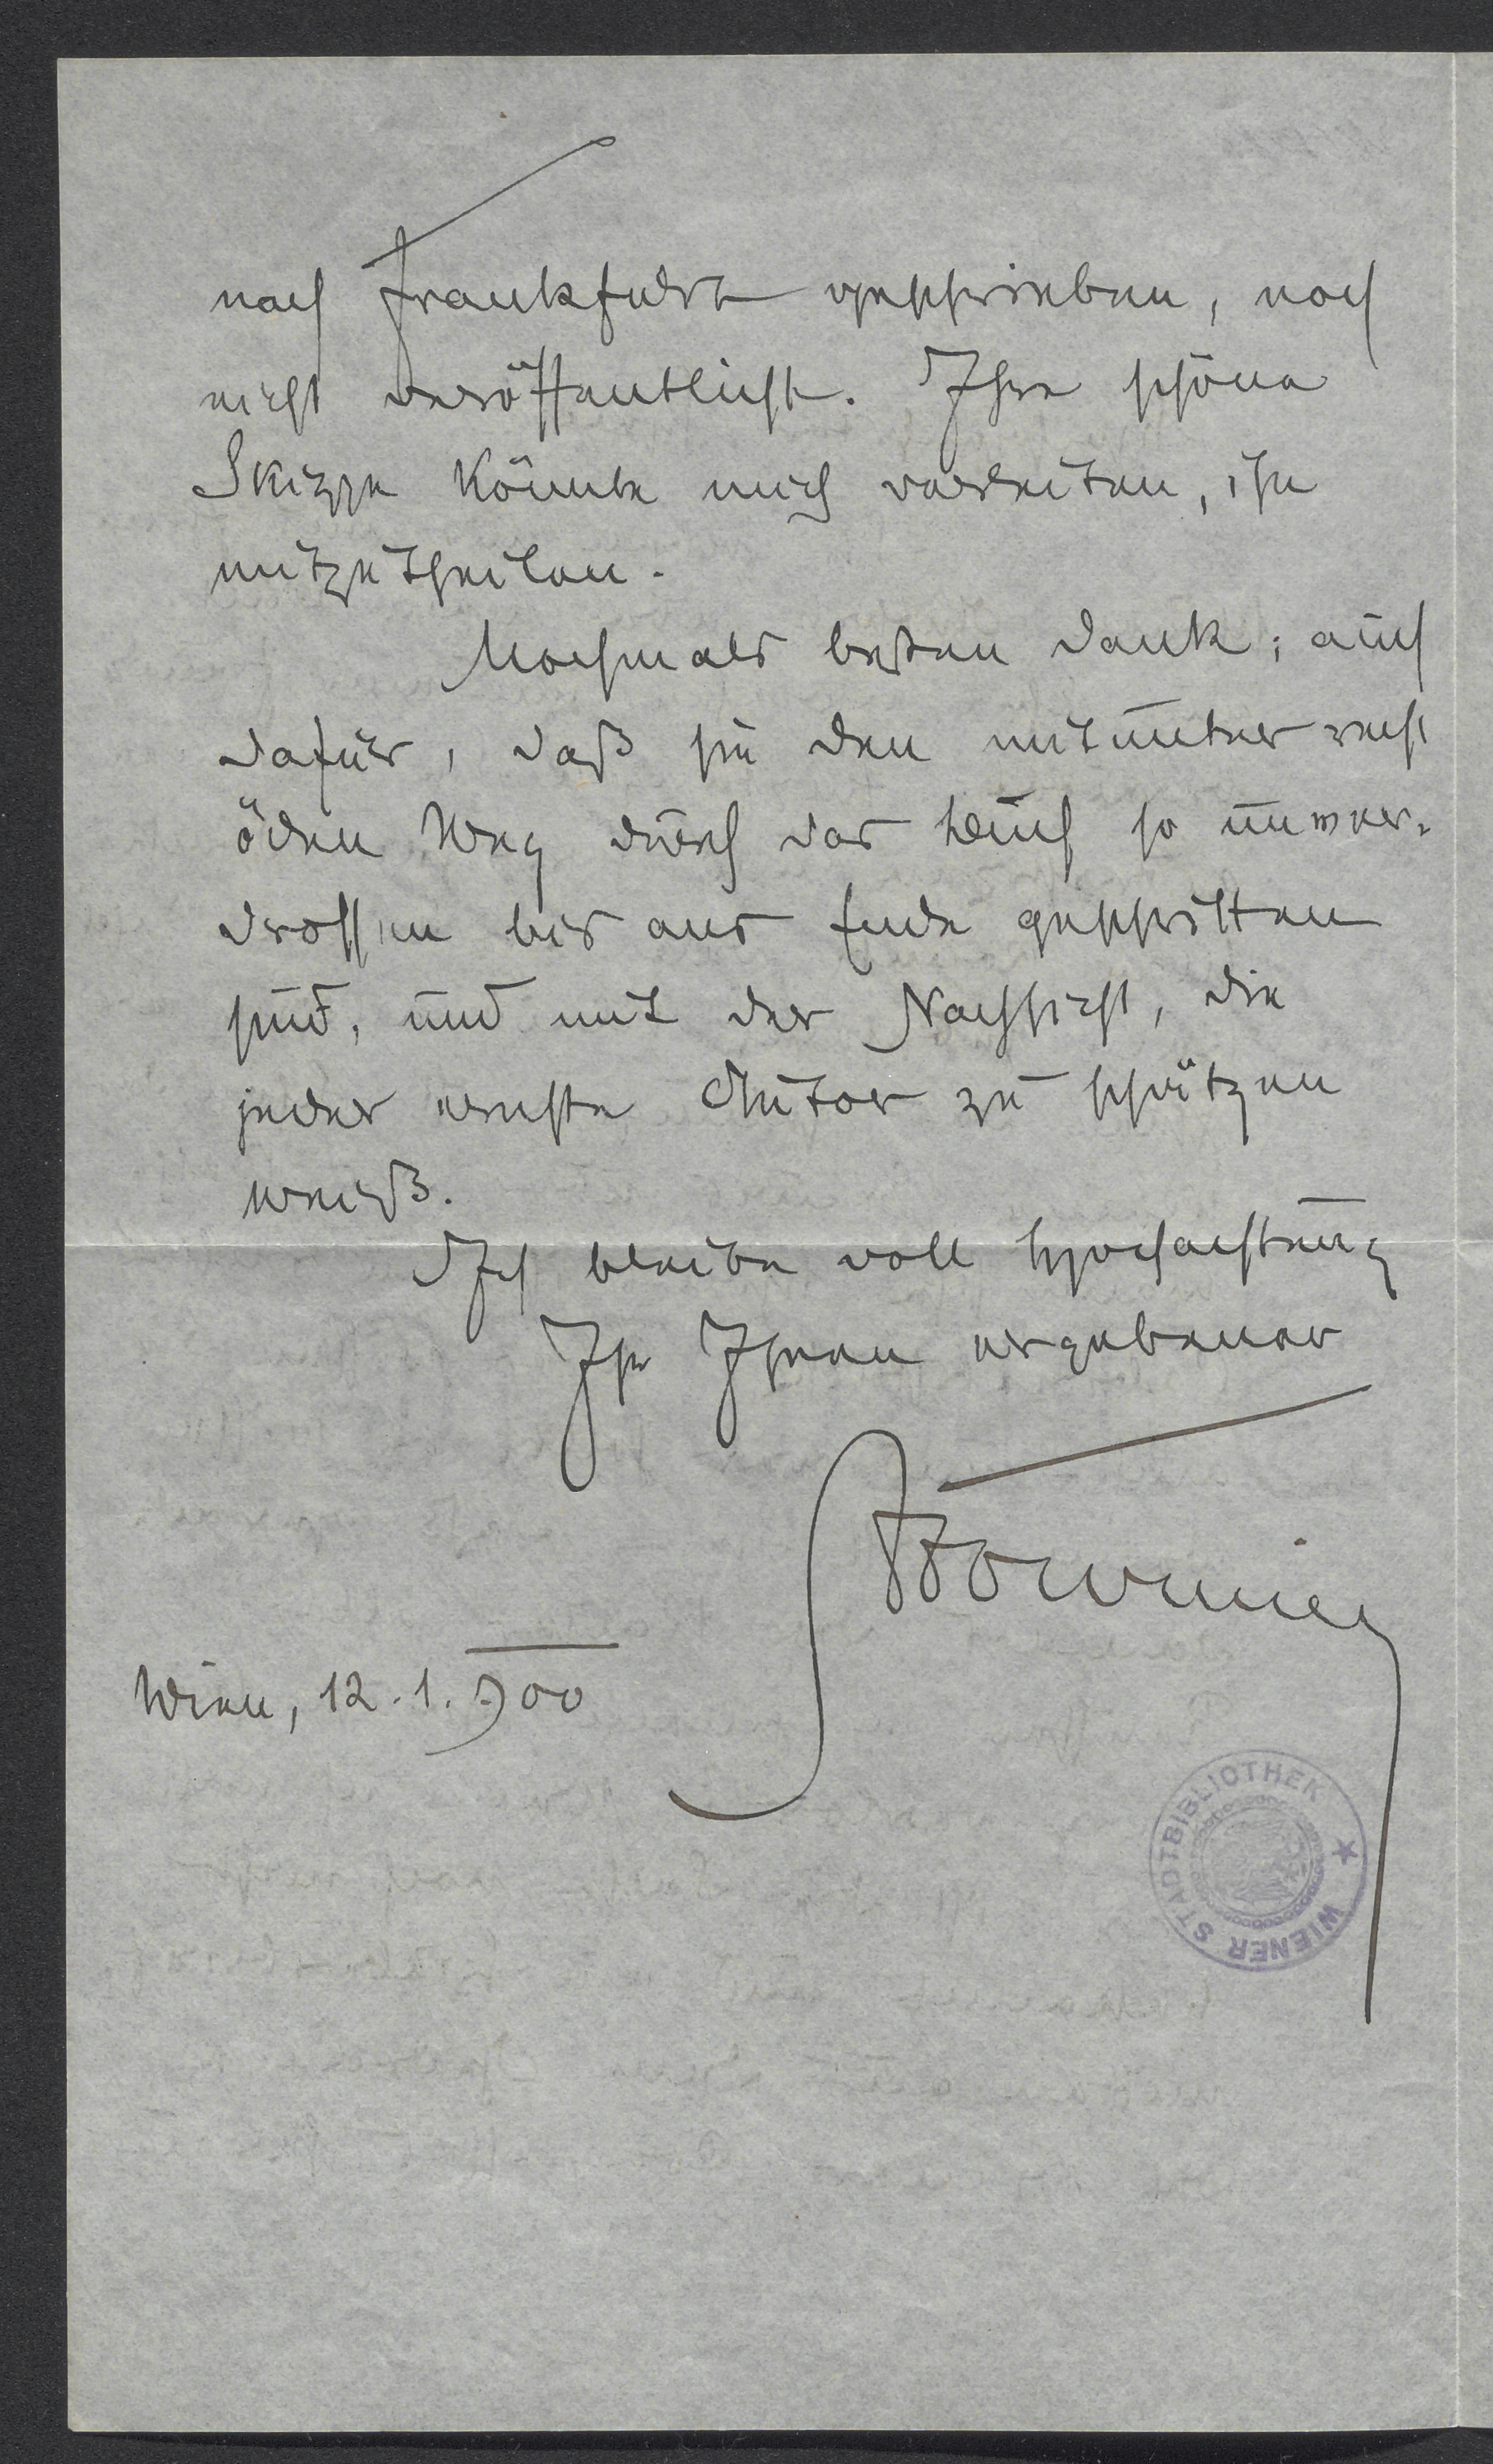 nach Frankfurt geschrieben, noch
nicht veröffentlicht. Ihre schöne
Skizze könnte mich verleiten, ihn
mitzutheilen.
Nochmals besten Dank; auch
dafür, daß sie den mitunter recht
öden Weg durch das Buch so unver-
drossen bis ans Ende geschritten
sind, und mit der Nachsicht, die
jeder ernste Autor zu schätzen
weiß.
Ich bleibe voll Hochachtung
Ihr Ihnen ergebener
Fournier
Wien, 12.1.900
WIENER STADTBIBLIOTHEK